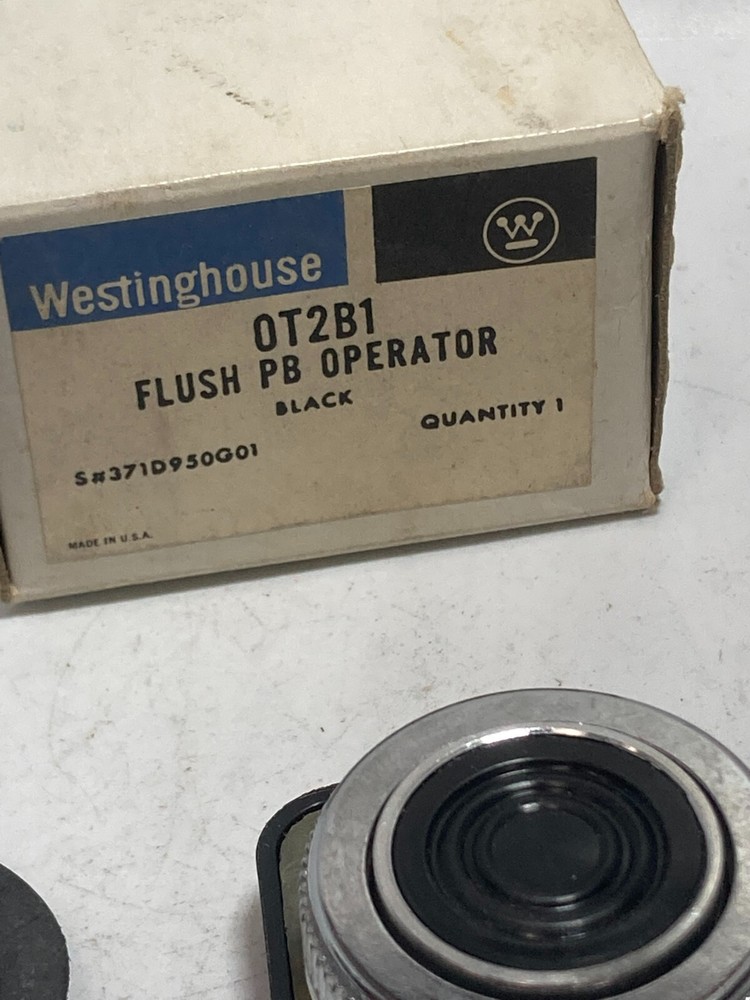 Westinghouse
W
OT2B1
FLUSH PB OPERATOR
BLACK
QUANTITY 1
S#371D950G01
MADE IN U.S.A.